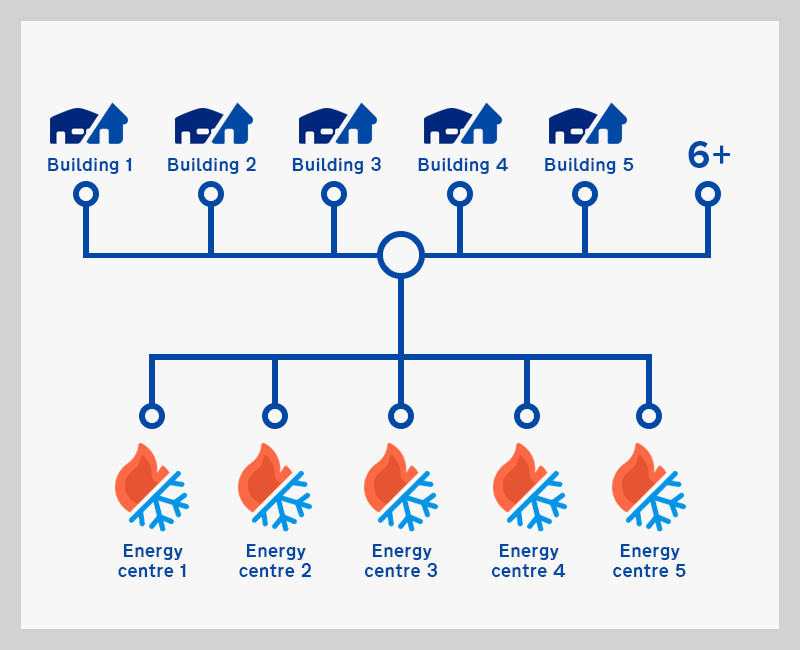 Building 1
Building 2
Building 3
Building 4
Building 5
6+
Energy
centre 1
Energy
centre 2
Energy
centre 3
Energy
centre 4
Energy
centre 5